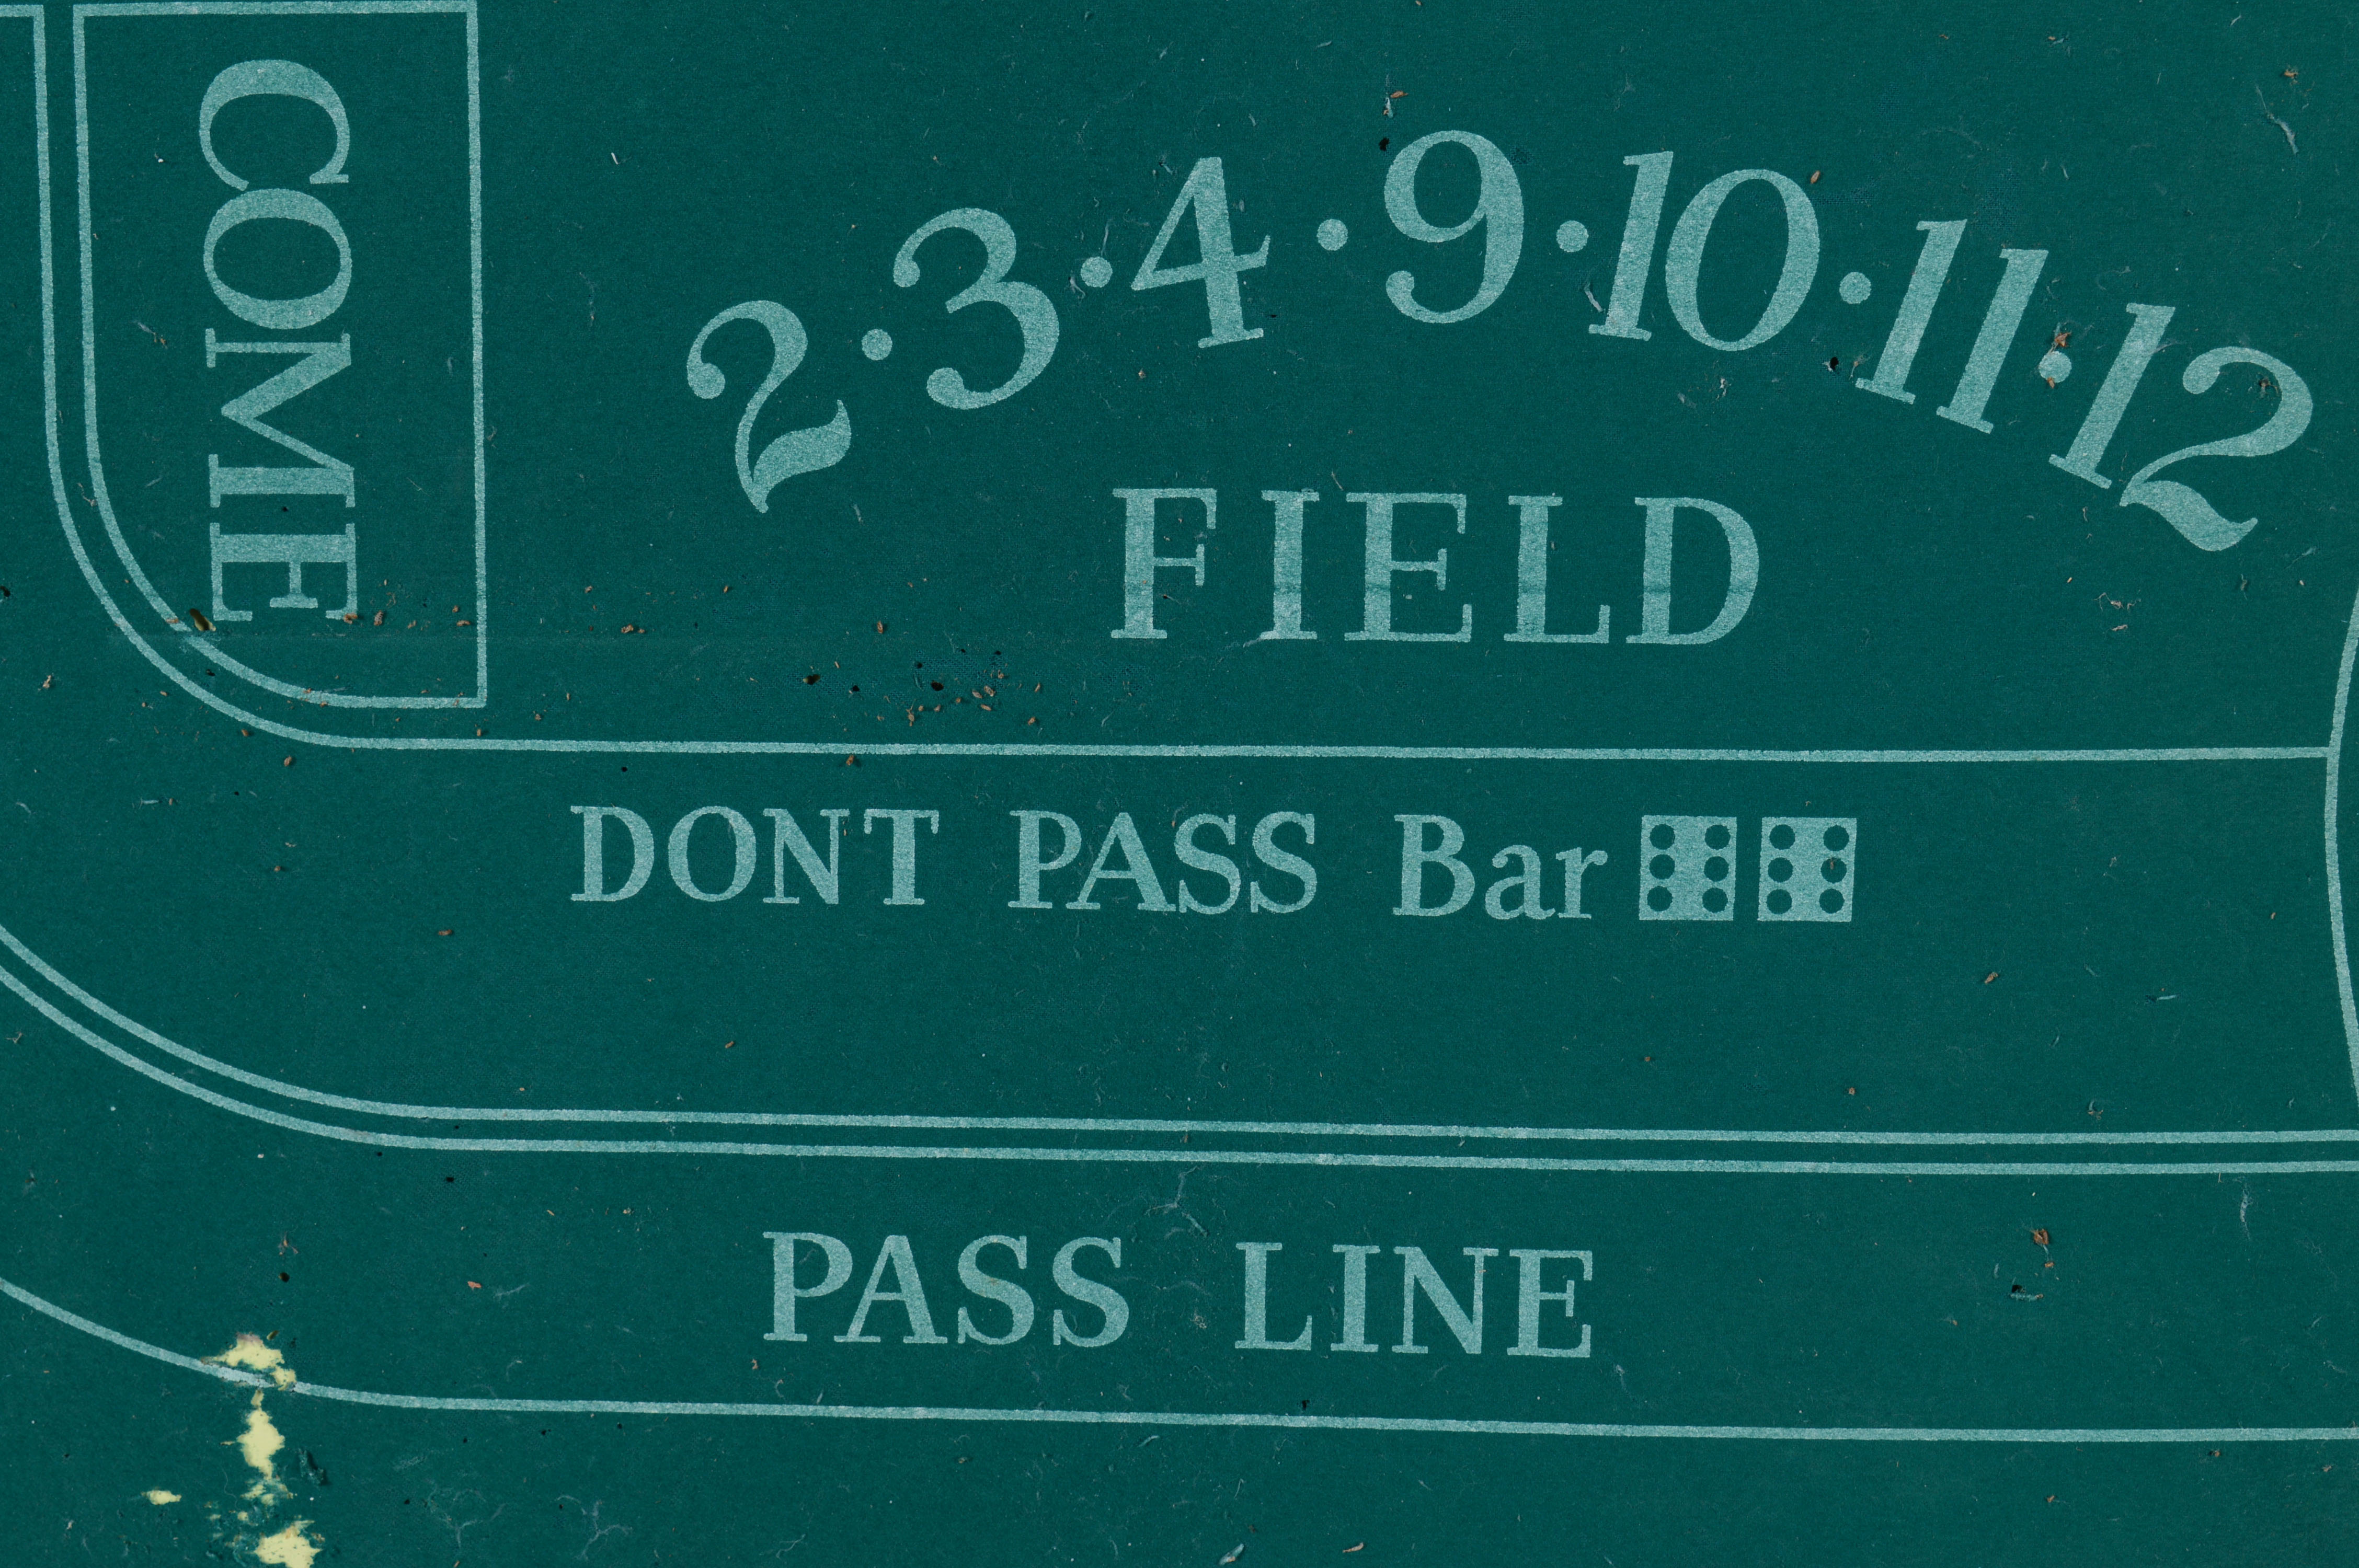 COME
2·3·4·9·10·11·12
FIELD
DONT PASS Bar
PASS LINE